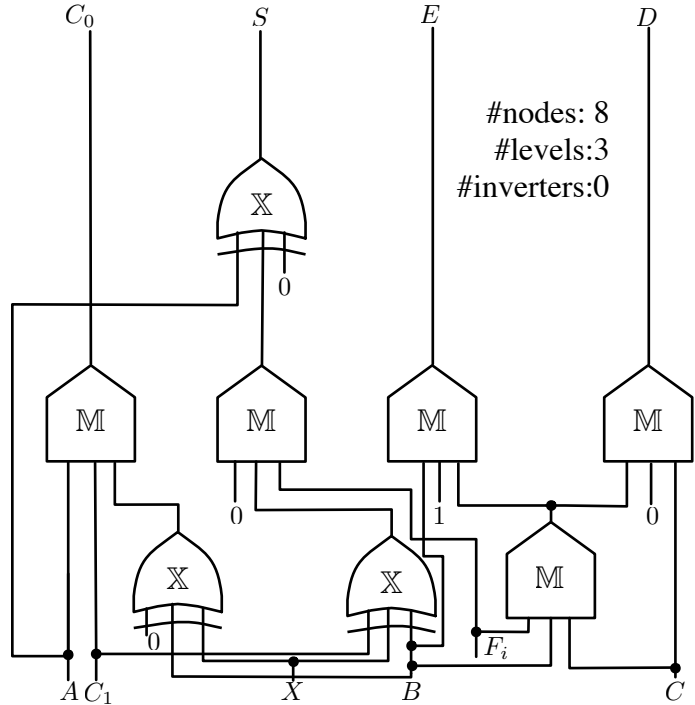 C₀ S E D
#nodes: 8
#levels:3
#inverters:0
𝕏
0
𝕄 𝕄 𝕄 𝕄
0 1 0
𝕏 𝕏 𝕄
0
Fᵢ
A C₁ X B C